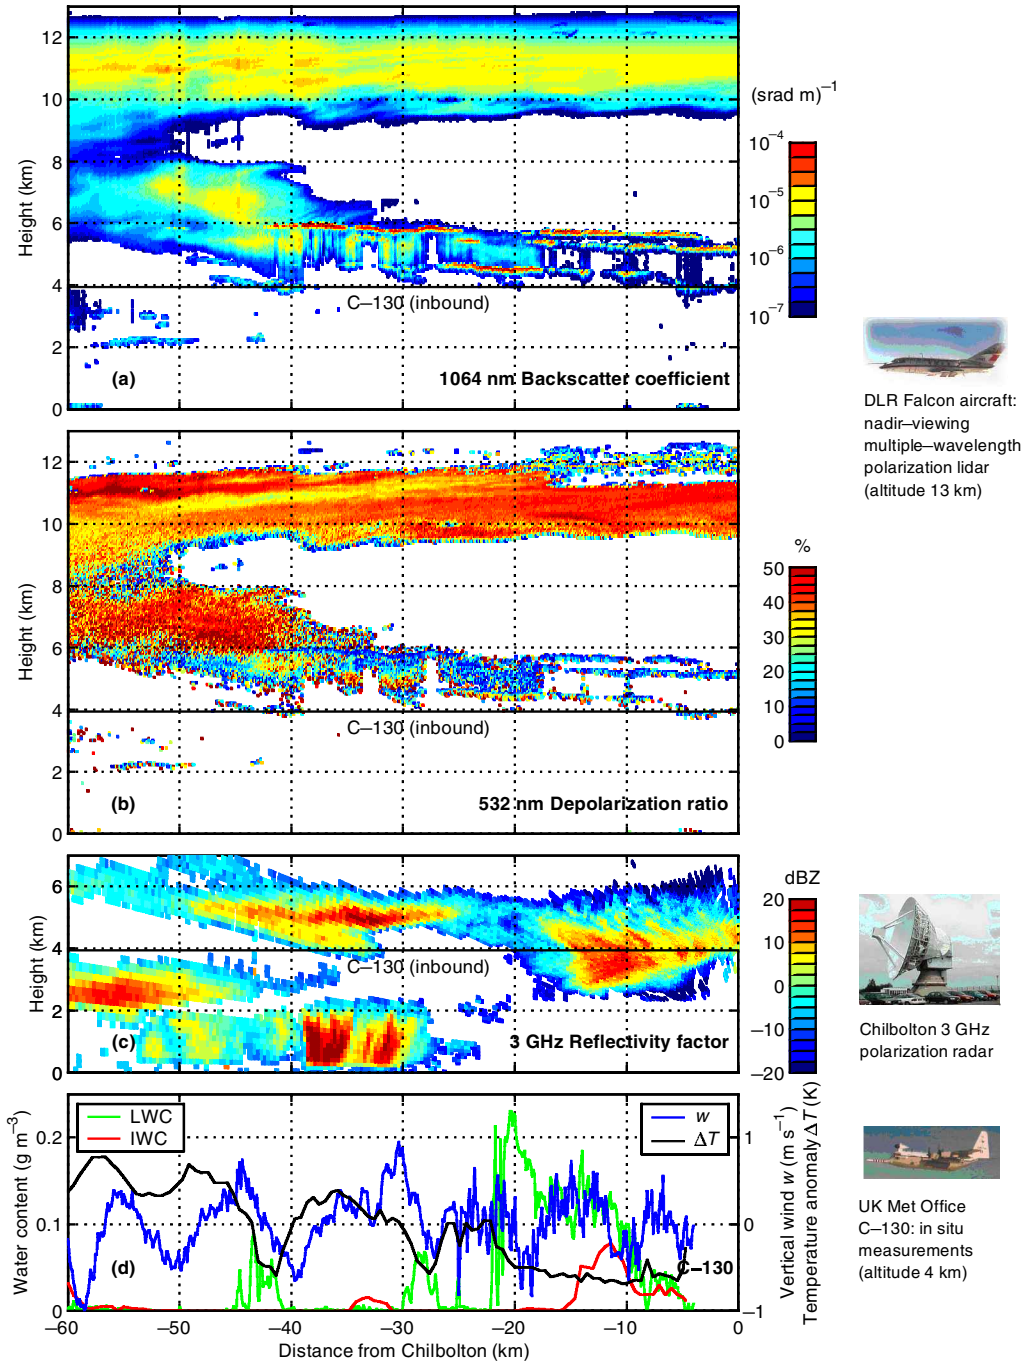 12
10
8
6
4
2
0
Height (km)
C–130 (inbound)
(a)
1064 nm Backscatter coefficient
(srad m)–1
10–4
10–5
10–6
10–7
DLR Falcon aircraft:
nadir–viewing
multiple–wavelength
polarization lidar
(altitude 13 km)
12
10
8
6
4
2
0
Height (km)
C–130 (inbound)
(b)
532 nm Depolarization ratio
%
50
40
30
20
10
0
6
4
2
0
Height (km)
C–130 (inbound)
(c)
3 GHz Reflectivity factor
dBZ
20
10
0
–10
–20
Chilbolton 3 GHz
polarization radar
0.2
0.1
0
Water content (g m–3)
LWC
IWC
w
ΔT
(d)
C–130
1
0
–1
Vertical wind w (m s–1)
Temperature anomaly ΔT (K)
UK Met Office
C–130: in situ
measurements
(altitude 4 km)
–60
–50
–40
–30
–20
–10
0
Distance from Chilbolton (km)